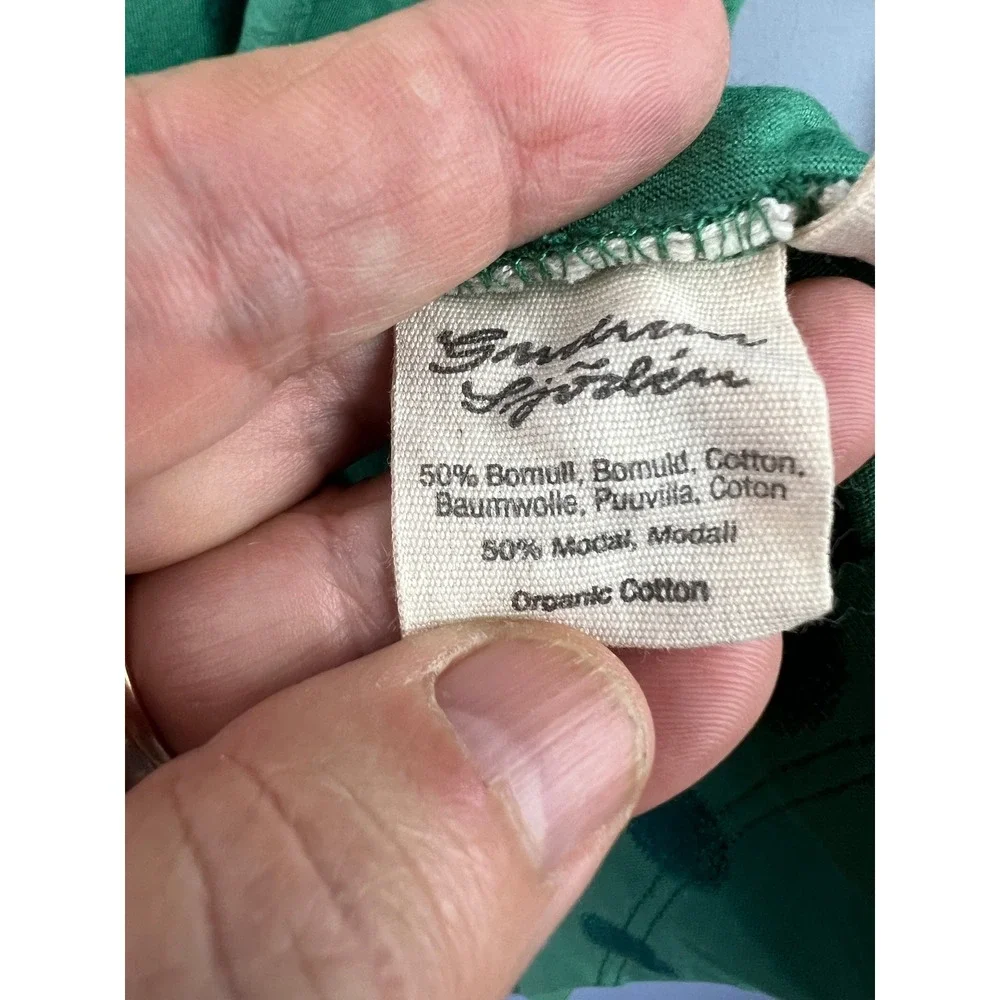 Gudrun
Sjödén
50% Bomull, Bomuld, Cotton,
Baumwolle, Puuvilla, Coton
50% Modal, Modali
Organic Cotton